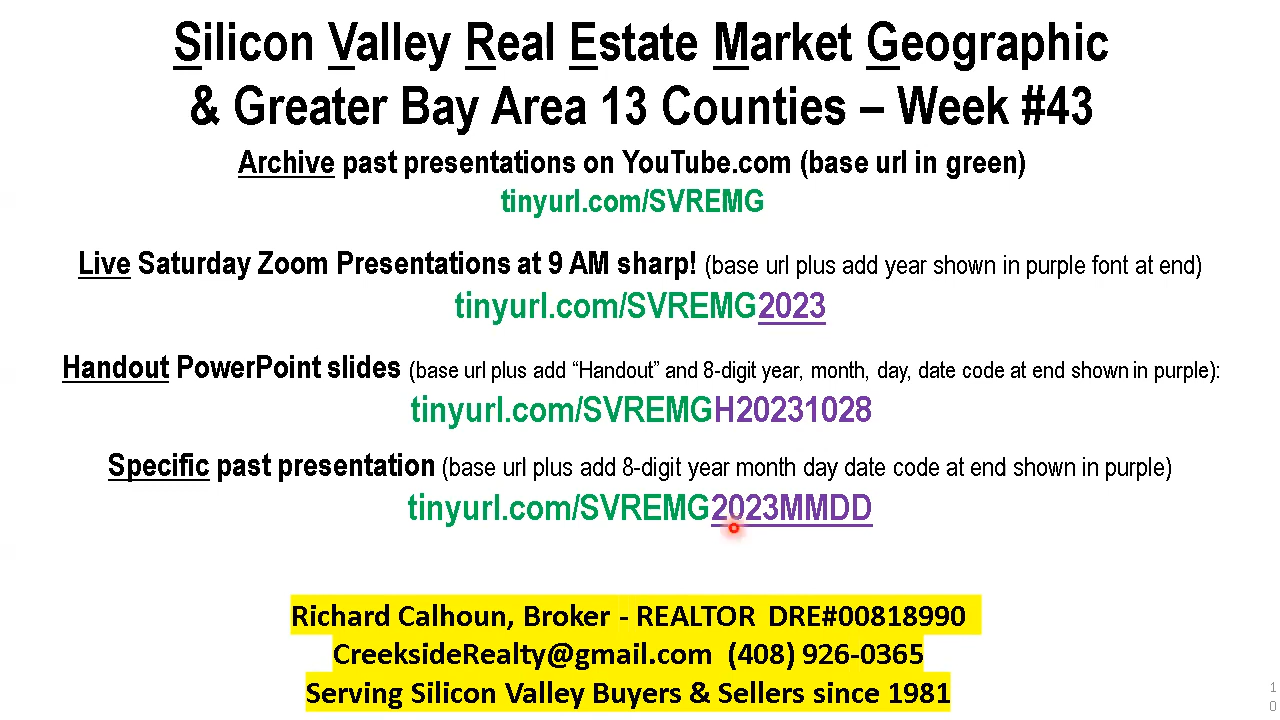 Silicon Valley Real Estate Market Geographic
& Greater Bay Area 13 Counties – Week #43
Archive past presentations on YouTube.com (base url in green)
tinyurl.com/SVREMG
Live Saturday Zoom Presentations at 9 AM sharp! (base url plus add year shown in purple font at end)
tinyurl.com/SVREMG2023
Handout PowerPoint slides (base url plus add “Handout” and 8-digit year, month, day, date code at end shown in purple):
tinyurl.com/SVREMGH20231028
Specific past presentation (base url plus add 8-digit year month day date code at end shown in purple)
tinyurl.com/SVREMG2023MMDD
Richard Calhoun, Broker - REALTOR DRE#00818990
CreeksideRealty@gmail.com (408) 926-0365
Serving Silicon Valley Buyers & Sellers since 1981
1
0